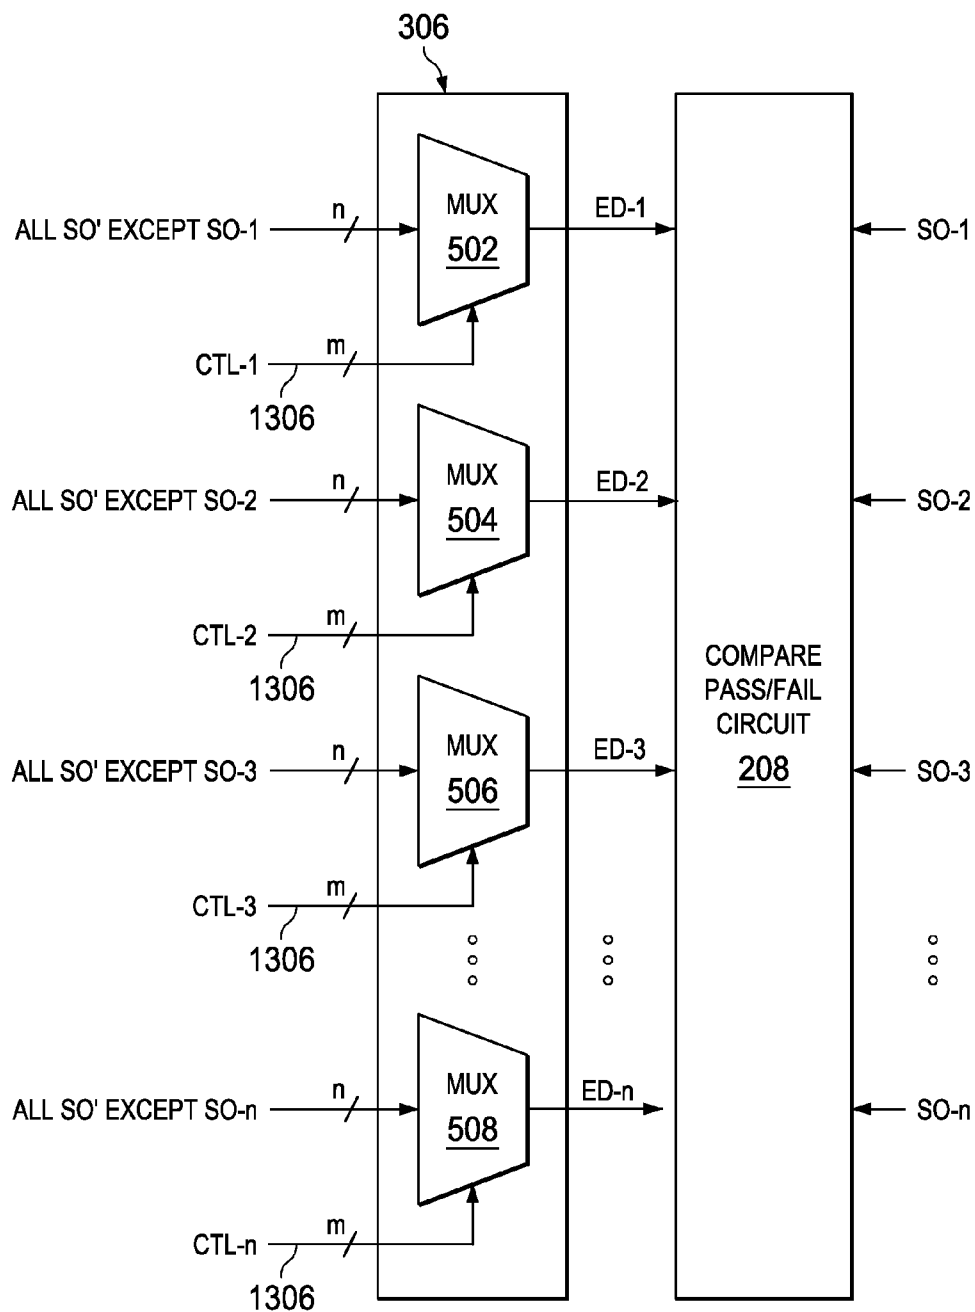 306
ALL SO' EXCEPT SO-1
n
MUX
502
ED-1
SO-1
CTL-1
m
1306
ALL SO' EXCEPT SO-2
n
MUX
504
ED-2
SO-2
CTL-2
m
1306
COMPARE
PASS/FAIL
CIRCUIT
208
ALL SO' EXCEPT SO-3
n
MUX
506
ED-3
SO-3
CTL-3
m
1306
ALL SO' EXCEPT SO-n
n
MUX
508
ED-n
SO-n
CTL-n
m
1306